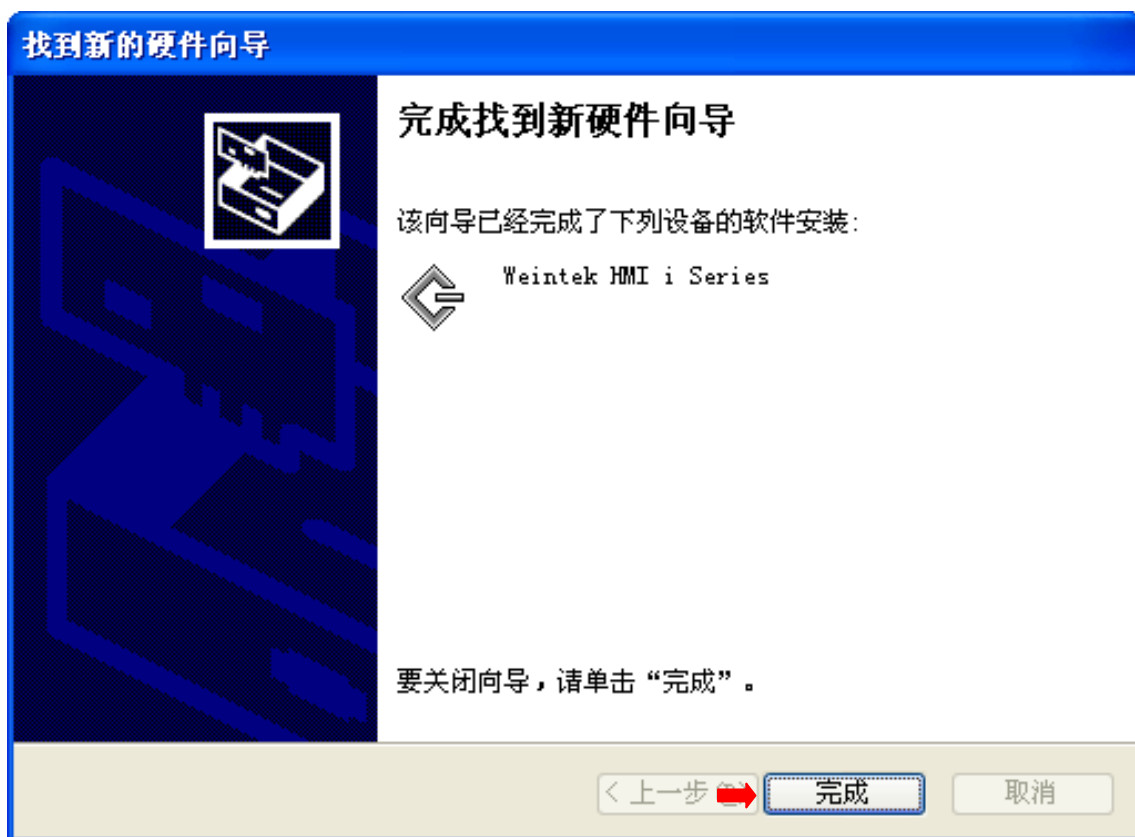 找到新的硬件向导
完成找到新硬件向导
该向导已经完成了下列设备的软件安装:
Weintek HMI i Series
要关闭向导，请单击“完成”。
< 上一步
完成
取消